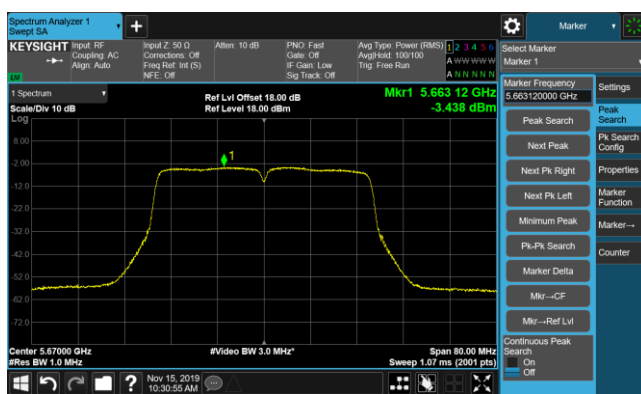 Spectrum Analyzer 1
Swept SA
+
Marker
KEYSIGHT
Input: RF
Coupling: AC
Align: Auto
Input Z: 50 Ω
Corrections: Off
Freq Ref: Int (S)
NFE: Off
Atten: 10 dB
PNO: Fast
Gate: Off
IF Gain: Low
Sig Track: Off
Avg Type: Power (RMS)
Avg|Hold: 100/100
Trig: Free Run
1 2 3 4 5 6
A W W W W W
A N N N N N
Select Marker
Marker 1
1 Spectrum
Scale/Div 10 dB
Log
Ref Lvl Offset 18.00 dB
Ref Level 18.00 dBm
Mkr1 5.663 12 GHz
-3.438 dBm
8.00
-2.00
-12.0
-22.0
-32.0
-42.0
-52.0
-62.0
-72.0
1
Center 5.67000 GHz
#Res BW 1.0 MHz
#Video BW 3.0 MHz*
Span 80.00 MHz
Sweep 1.07 ms (2001 pts)
Marker Frequency
5.663120000 GHz
Peak Search
Next Peak
Next Pk Right
Next Pk Left
Minimum Peak
Pk-Pk Search
Marker Delta
Mkr→CF
Mkr→Ref Lvl
Continuous Peak
Search
On
Off
Settings
Peak
Search
Pk Search
Config
Properties
Marker
Function
Marker→
Counter
?
Nov 15, 2019
10:30:55 AM